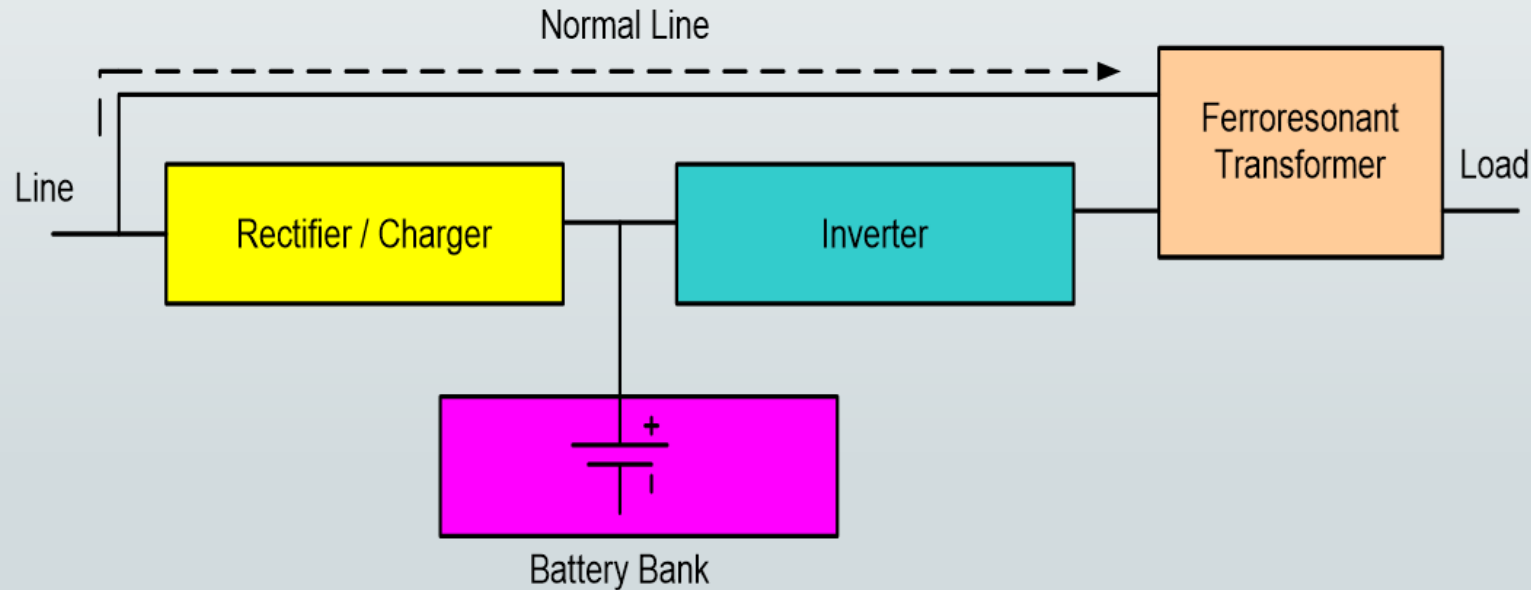 Normal Line
Ferroresonant
Transformer
Line
Load
Rectifier / Charger
Inverter
+
-
Battery Bank